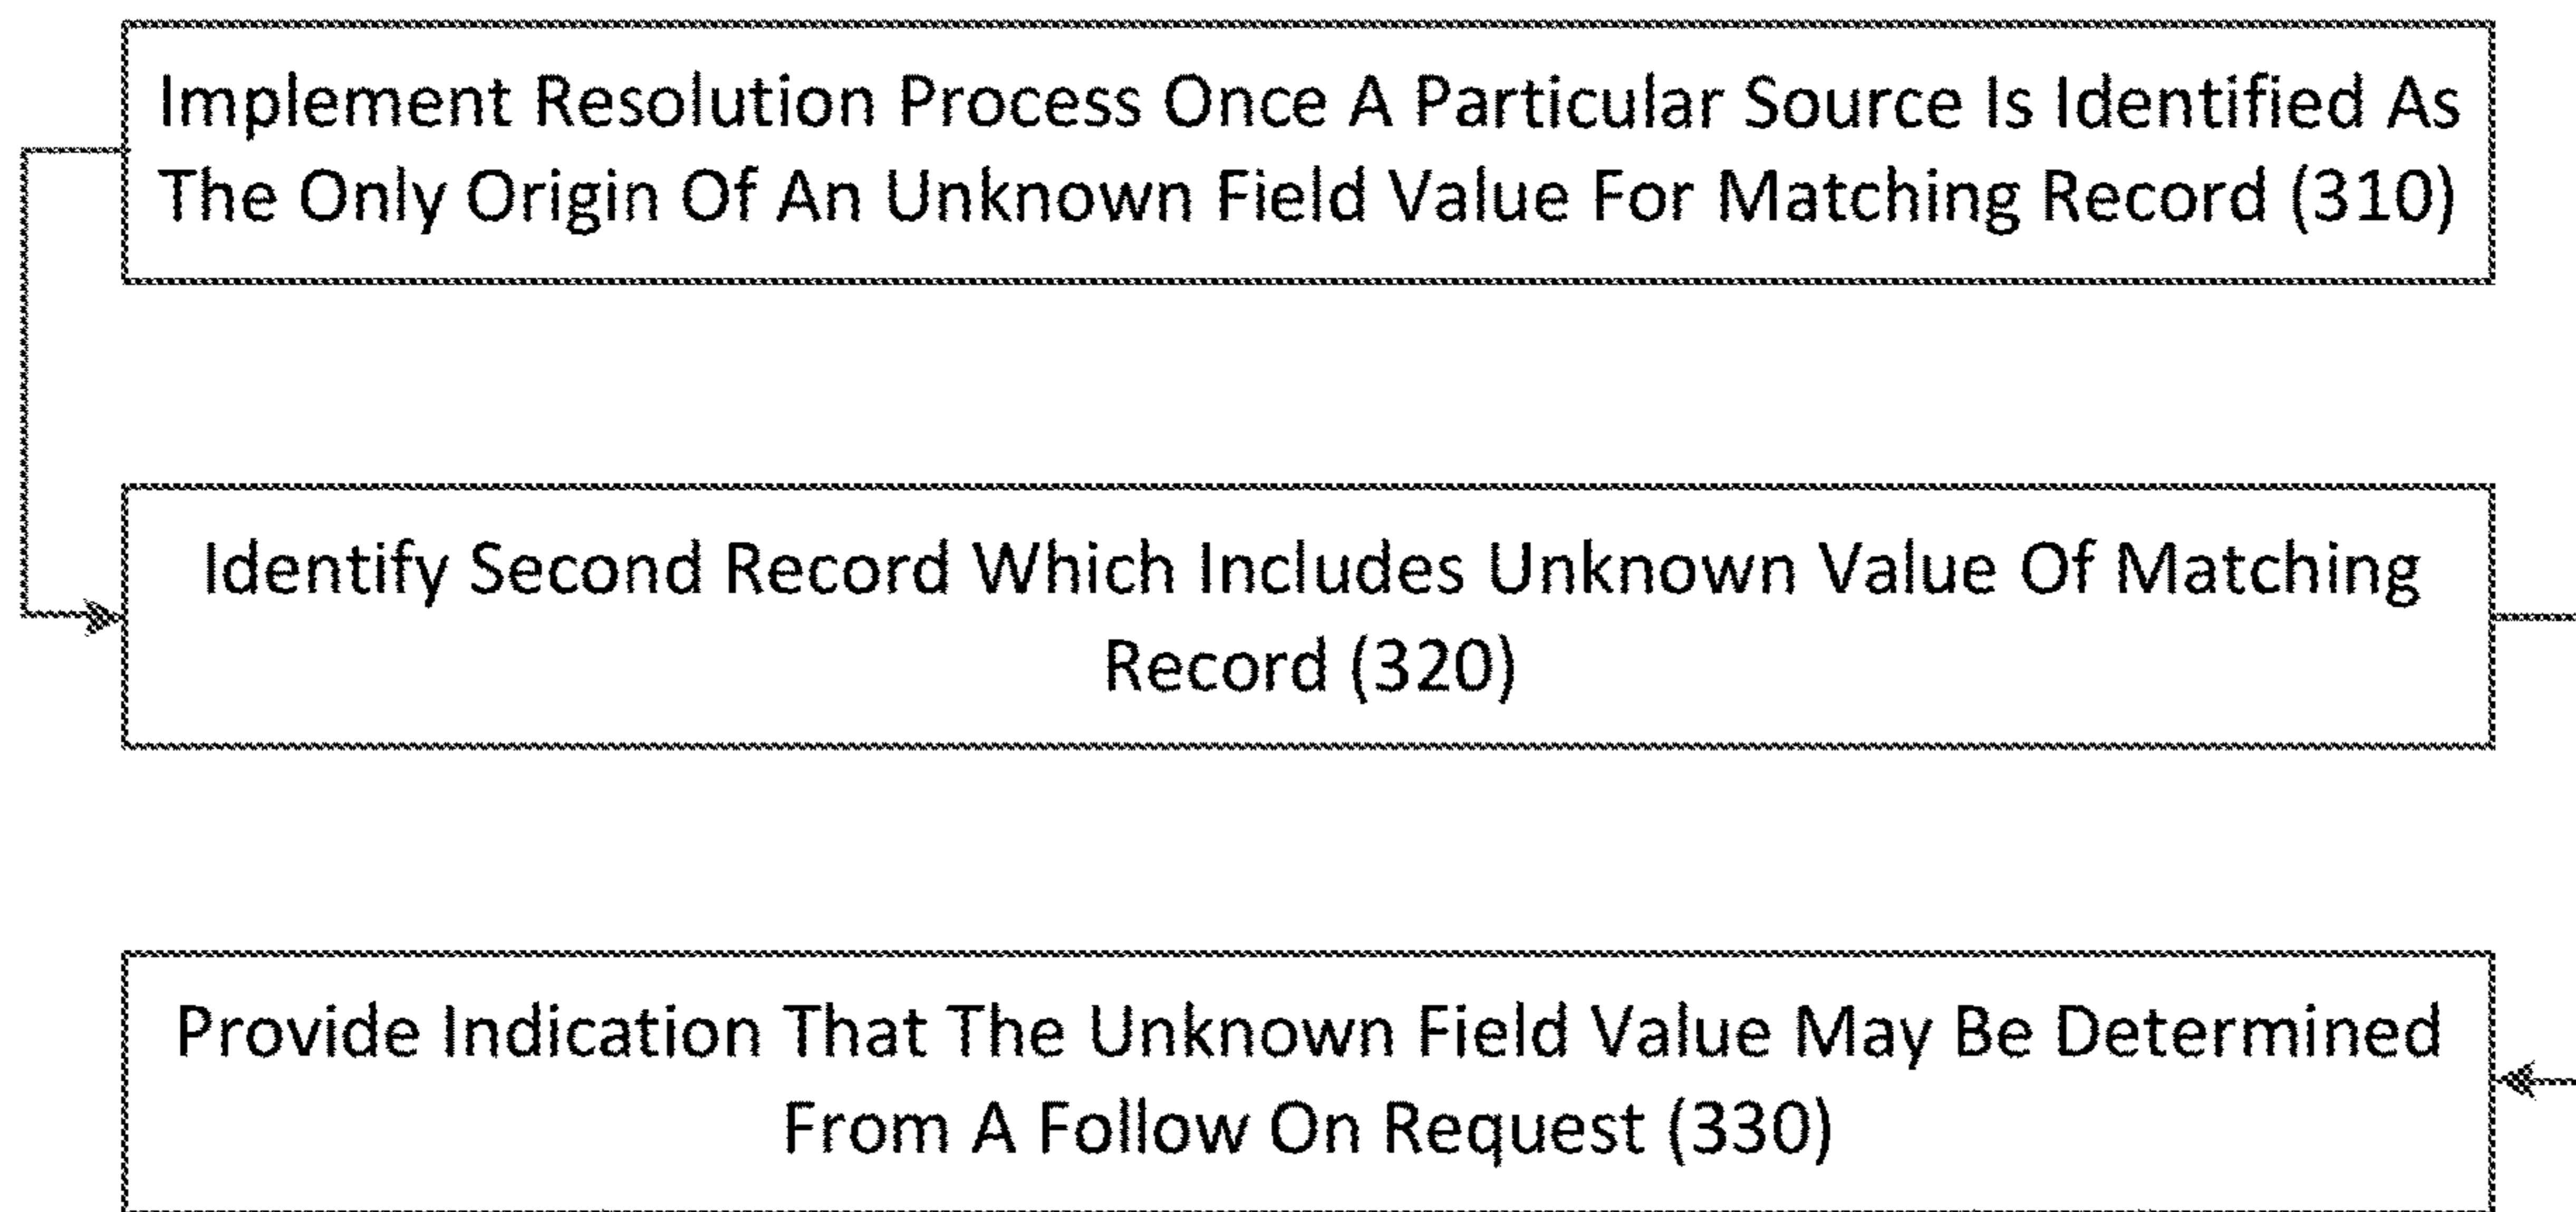 Implement Resolution Process Once A Particular Source Is Identified As
The Only Origin Of An Unknown Field Value For Matching Record (310)
Identify Second Record Which Includes Unknown Value Of Matching
Record (320)
Provide Indication That The Unknown Field Value May Be Determined
From A Follow On Request (330)